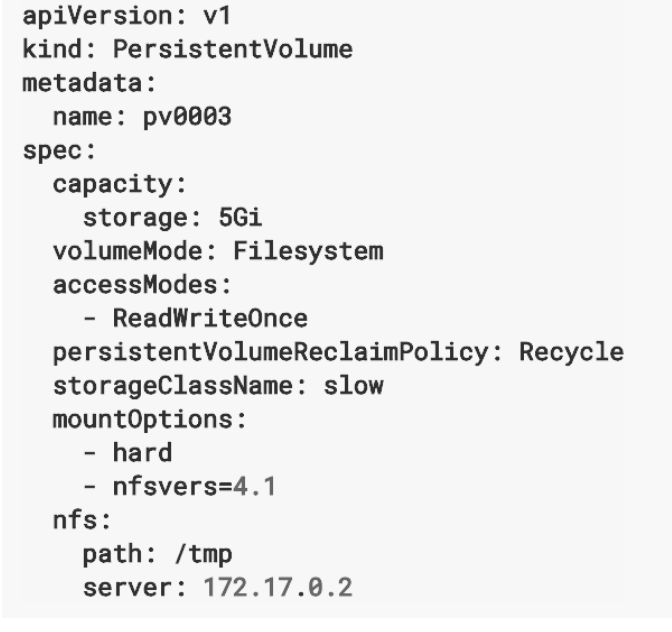 apiVersion: v1
kind: PersistentVolume
metadata:
  name: pv0003
spec:
  capacity:
    storage: 5Gi
  volumeMode: Filesystem
  accessModes:
    - ReadWriteOnce
  persistentVolumeReclaimPolicy: Recycle
  storageClassName: slow
  mountOptions:
    - hard
    - nfsvers=4.1
  nfs:
    path: /tmp
    server: 172.17.0.2